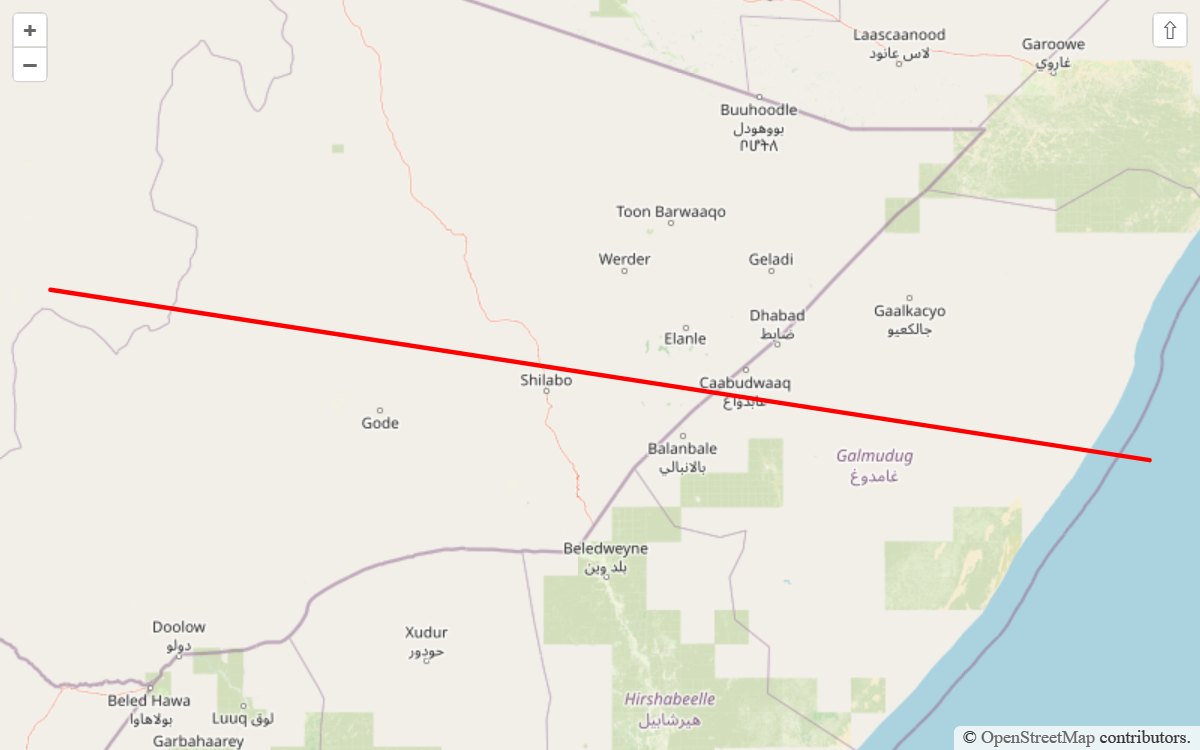 +
−
⇧
Laascaanood
لاس عانود
Garoowe
غاروي
Buuhoodle
بووهودل
ቦሆትለ
Toon Barwaaqo
Werder
Geladi
Gaalkacyo
جالكعيو
Dhabad
ضابط
Elanle
Shilabo
Caabudwaaq
عابدواع
Gode
Balanbale
بالانبالي
Galmudug
غامدوغ
Beledweyne
بلد وين
Doolow
دولو
Xudur
حودور
Beled Hawa
بولاهاوا
Luuq لوق
Hirshabeelle
هيرشابيل
Garbahaarey
© OpenStreetMap contributors.